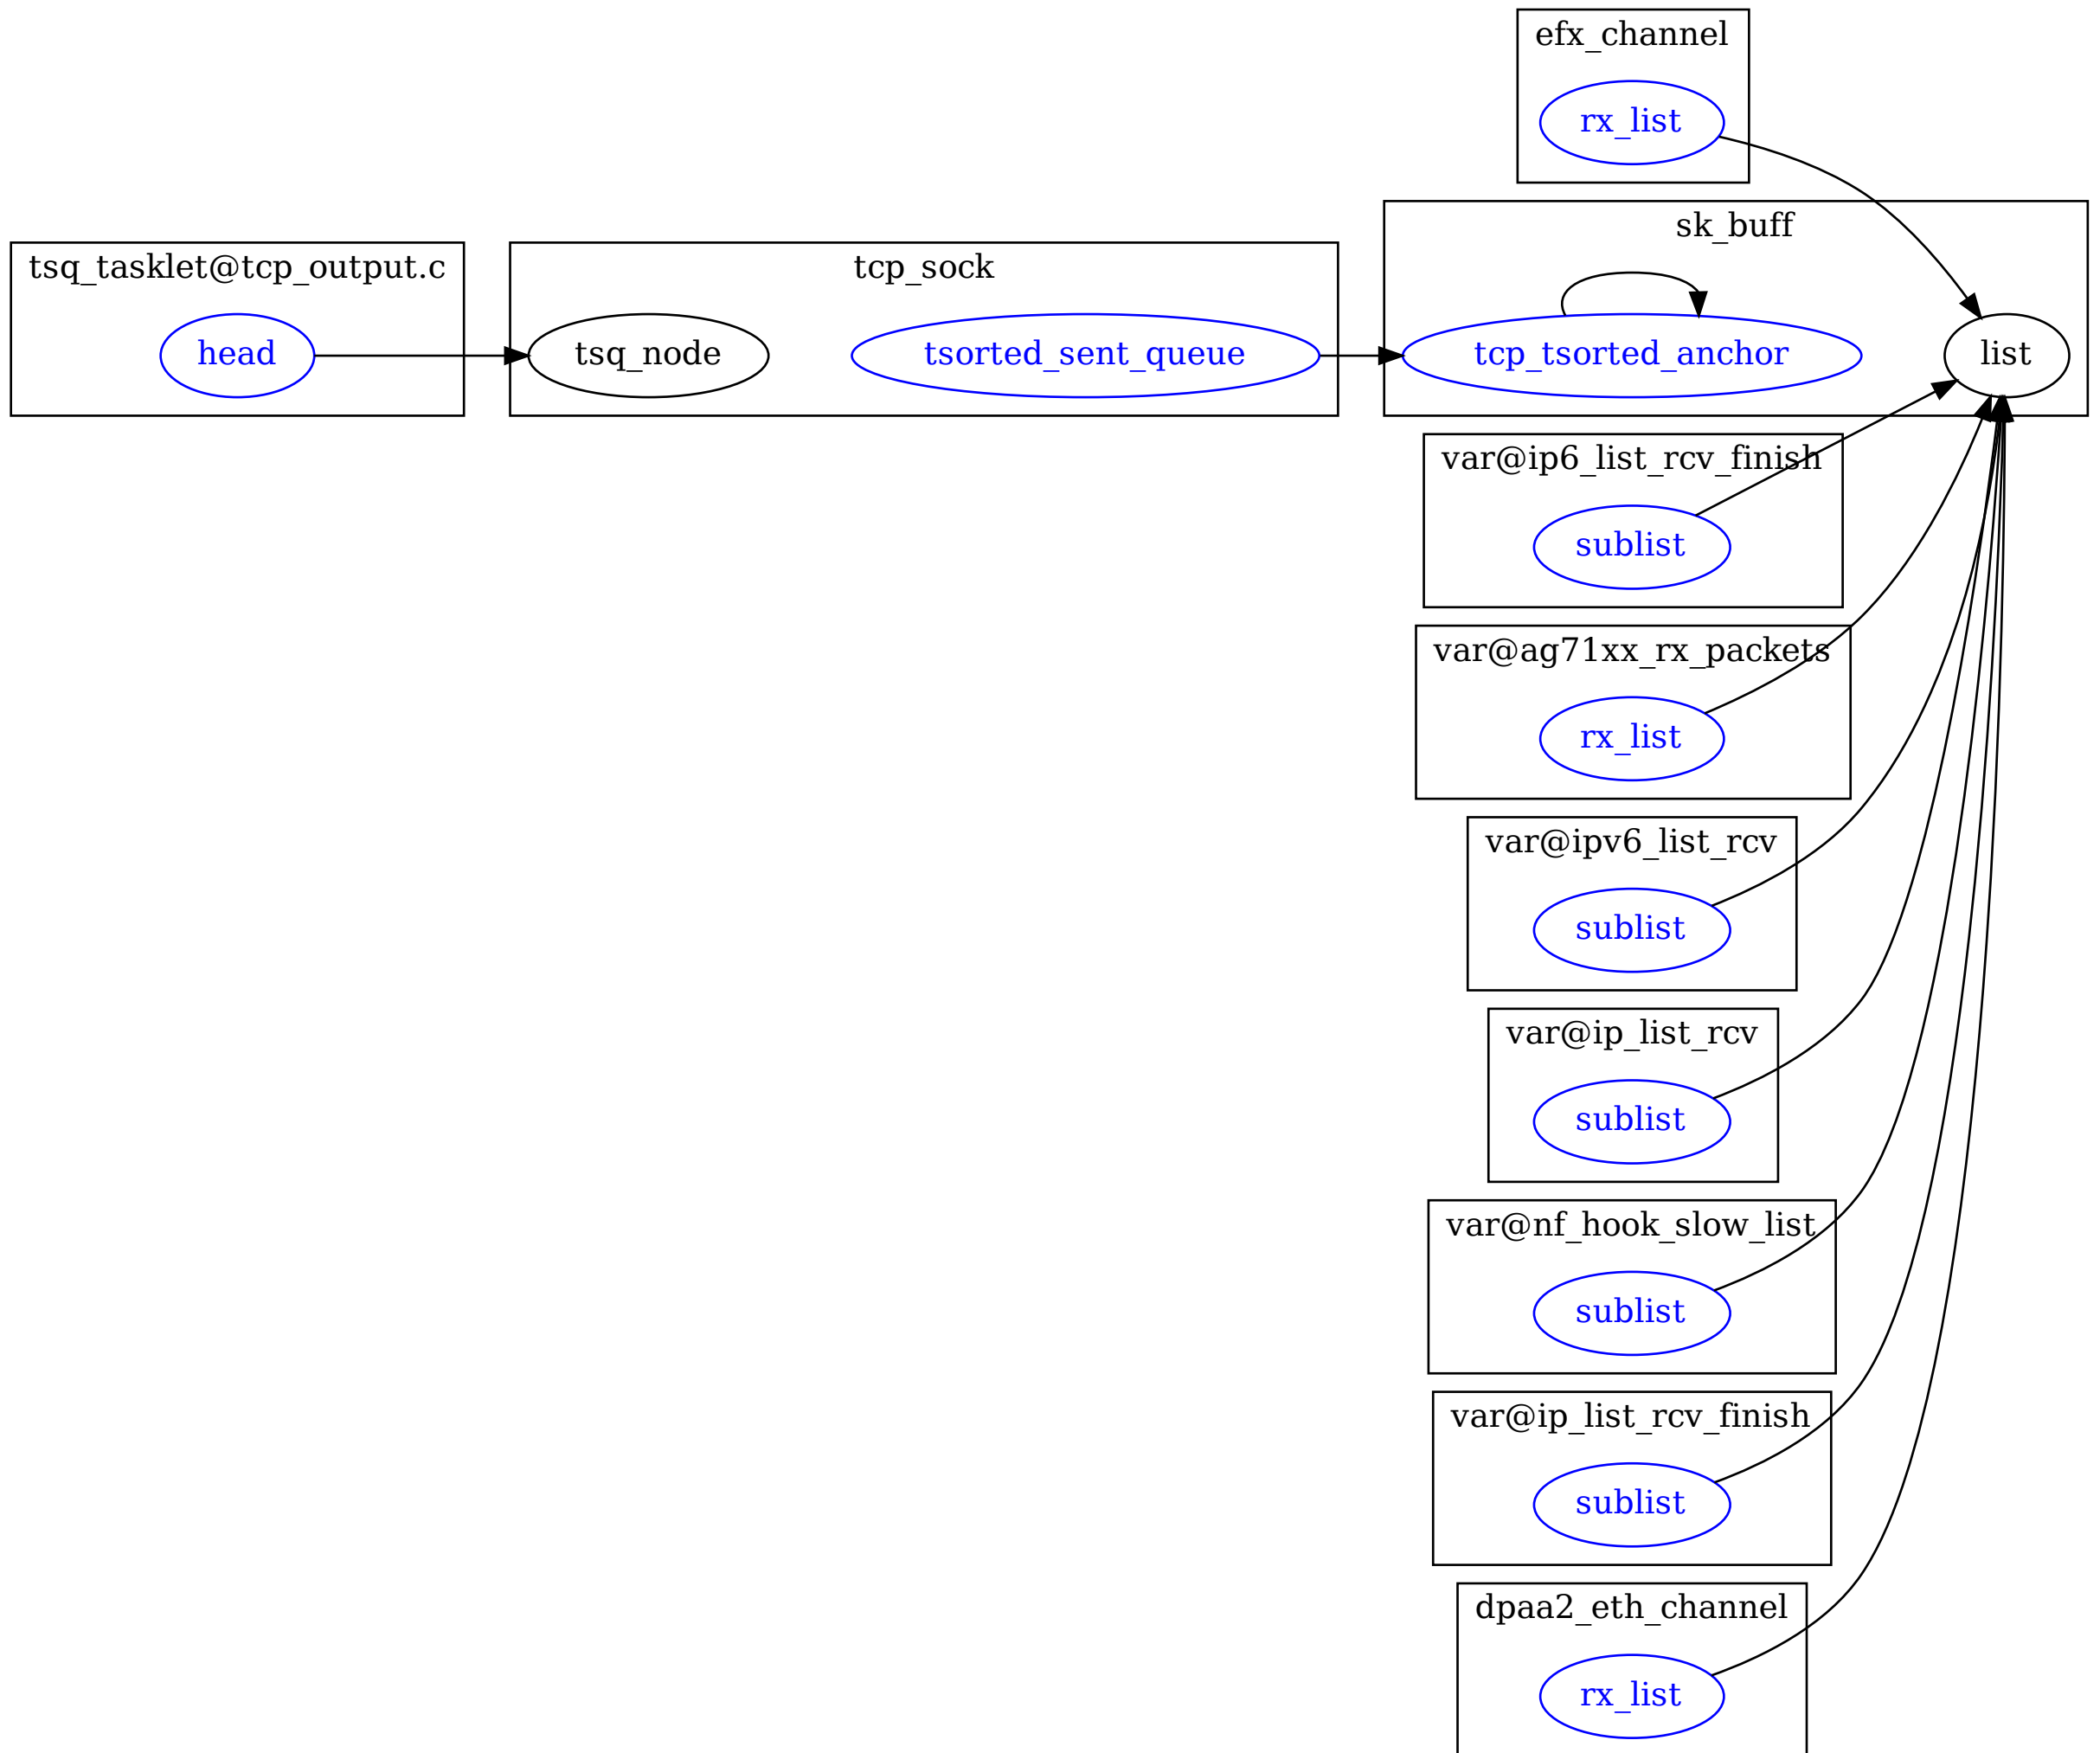 efx_channel
rx_list
sk_buff
tcp_tsorted_anchor
list
tsq_tasklet@tcp_output.c
head
tcp_sock
tsq_node
tsorted_sent_queue
var@ip6_list_rcv_finish
sublist
var@ag71xx_rx_packets
rx_list
var@ipv6_list_rcv
sublist
var@ip_list_rcv
sublist
var@nf_hook_slow_list
sublist
var@ip_list_rcv_finish
sublist
dpaa2_eth_channel
rx_list